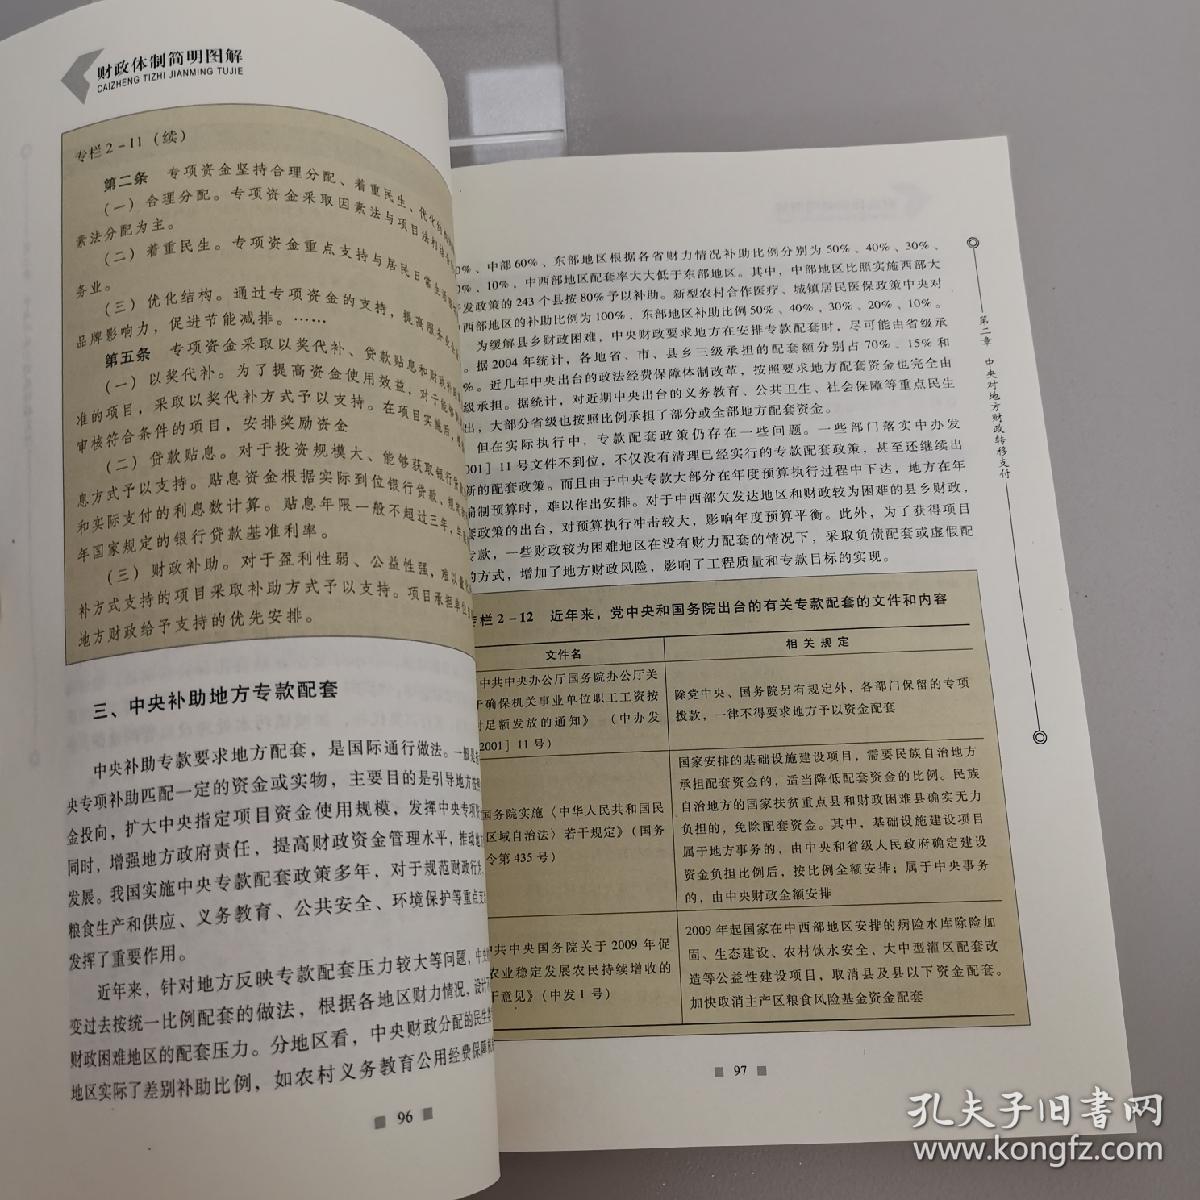 财政体制简明图解
CAIZHENG TIZHI JIANMING TUJIE
专栏2-11（续）
第二条 专项资金坚持合理分配、着重民生、优化
（一）合理分配。专项资金采取因素法与项目法
素法分配为主。
（二）着重民生。专项资金重点支持与居民日常
务业。
（三）优化结构。通过专项资金的支持，提高服
品牌影响力，促进节能减排。……
第五条 专项资金采取以奖代补、贷款贴息和财政补
（一）以奖代补。为了提高资金使用效益，对于能够
准的项目，采取以奖代补方式予以支持。在项目实施后，
审核符合条件的项目，安排奖励资金
（二）贷款贴息。对于投资规模大、能够获取银行
息方式予以支持。贴息资金根据实际到位银行贷款、
和实际支付的利息数计算。贴息年限一般不超过三年，
年国家规定的银行贷款基准利率。
（三）财政补助。对于盈利性弱、公益性强，难以
补方式支持的项目采取补助方式予以支持。项目承担单位
地方财政给予支持的优先安排。
三、中央补助地方专款配套
中央补助专款要求地方配套，是国际通行做法。一般
央专项补助匹配一定的资金或实物，主要目的是引导地方
金投向，扩大中央指定项目资金使用规模，发挥中央专项
同时，增强地方政府责任，提高财政资金管理水平，推动
发展。我国实施中央专款配套政策多年，对于规范财政行
粮食生产和供应、义务教育、公共安全、环境保护等重点
发挥了重要作用。
近年来，针对地方反映专款配套压力较大等问题，中
变过去按统一比例配套的做法，根据各地区财力情况，设计
财政困难地区的配套压力。分地区看，中央财政分配的民生
地区实际了差别补助比例，如农村义务教育公用经费保障
96
0%、中部60%、东部地区根据各省财力情况补助比例分别为50%、40%、30%、
0%、10%，中西部地区配套率大大低于东部地区。其中，中部地区比照实施西部大
发政策的243个县按80%予以补助。新型农村合作医疗、城镇居民医保政策中央对
西部地区的补助比例为100%，东部地区补助比例50%、40%、30%、20%、10%。
为缓解县乡财政困难，中央财政要求地方在安排专款配套时，尽可能由省级承
。据2004年统计，各地省、市、县乡三级承担的配套额分别占70%、15%和
%。近几年中央出台的政法经费保障体制改革，按照要求地方配套资金也完全由
级承担。据统计，对近期中央出台的义务教育、公共卫生、社会保障等重点民生
出，大部分省级也按照比例承担了部分或全部地方配套资金。
但在实际执行中，专款配套政策仍存在一些问题。一些部门落实中办发
001］11号文件不到位，不仅没有清理已经实行的专款配套政策，甚至还继续出
新的配套政策。而且由于中央专款大部分在年度预算执行过程中下达，地方在年
编制预算时，难以作出安排。对于中西部欠发达地区和财政较为困难的县乡财政，
套政策的出台，对预算执行冲击较大，影响年度预算平衡。此外，为了获得项目
专款，一些财政较为困难地区在没有财力配套的情况下，采取负债配套或虚假配
的方式，增加了地方财政风险，影响了工程质量和专款目标的实现。
专栏2-12 近年来，党中央和国务院出台的有关专款配套的文件和内容
文件名 相关规定
中共中央办公厅国务院办公厅关
于确保机关事业单位职工工资按
时足额发放的通知》（中办发
2001］11号）
除党中央、国务院另有规定外，各部门保留的专项
拨款，一律不得要求地方予以资金配套
国务院实施《中华人民共和国民
区域自治法》若干规定》（国务
令第435号）
国家安排的基础设施建设项目，需要民族自治地方
承担配套资金的，适当降低配套资金的比例。民族
自治地方的国家扶贫重点县和财政困难县确实无力
负担的，免除配套资金。其中，基础设施建设项目
属于地方事务的，由中央和省级人民政府确定建设
资金负担比例后，按比例全额安排；属于中央事务
的，由中央财政全额安排
中共中央国务院关于2009年促
农业稳定发展农民持续增收的
干意见》（中发1号）
2009年起国家在中西部地区安排的病险水库除险加
固、生态建设、农村饮水安全、大中型灌区配套改
造等公益性建设项目，取消县及县以下资金配套。
加快取消主产区粮食风险基金资金配套
第二章 中央对地方财政转移支付
97
孔夫子旧书网
www.kongfz.com